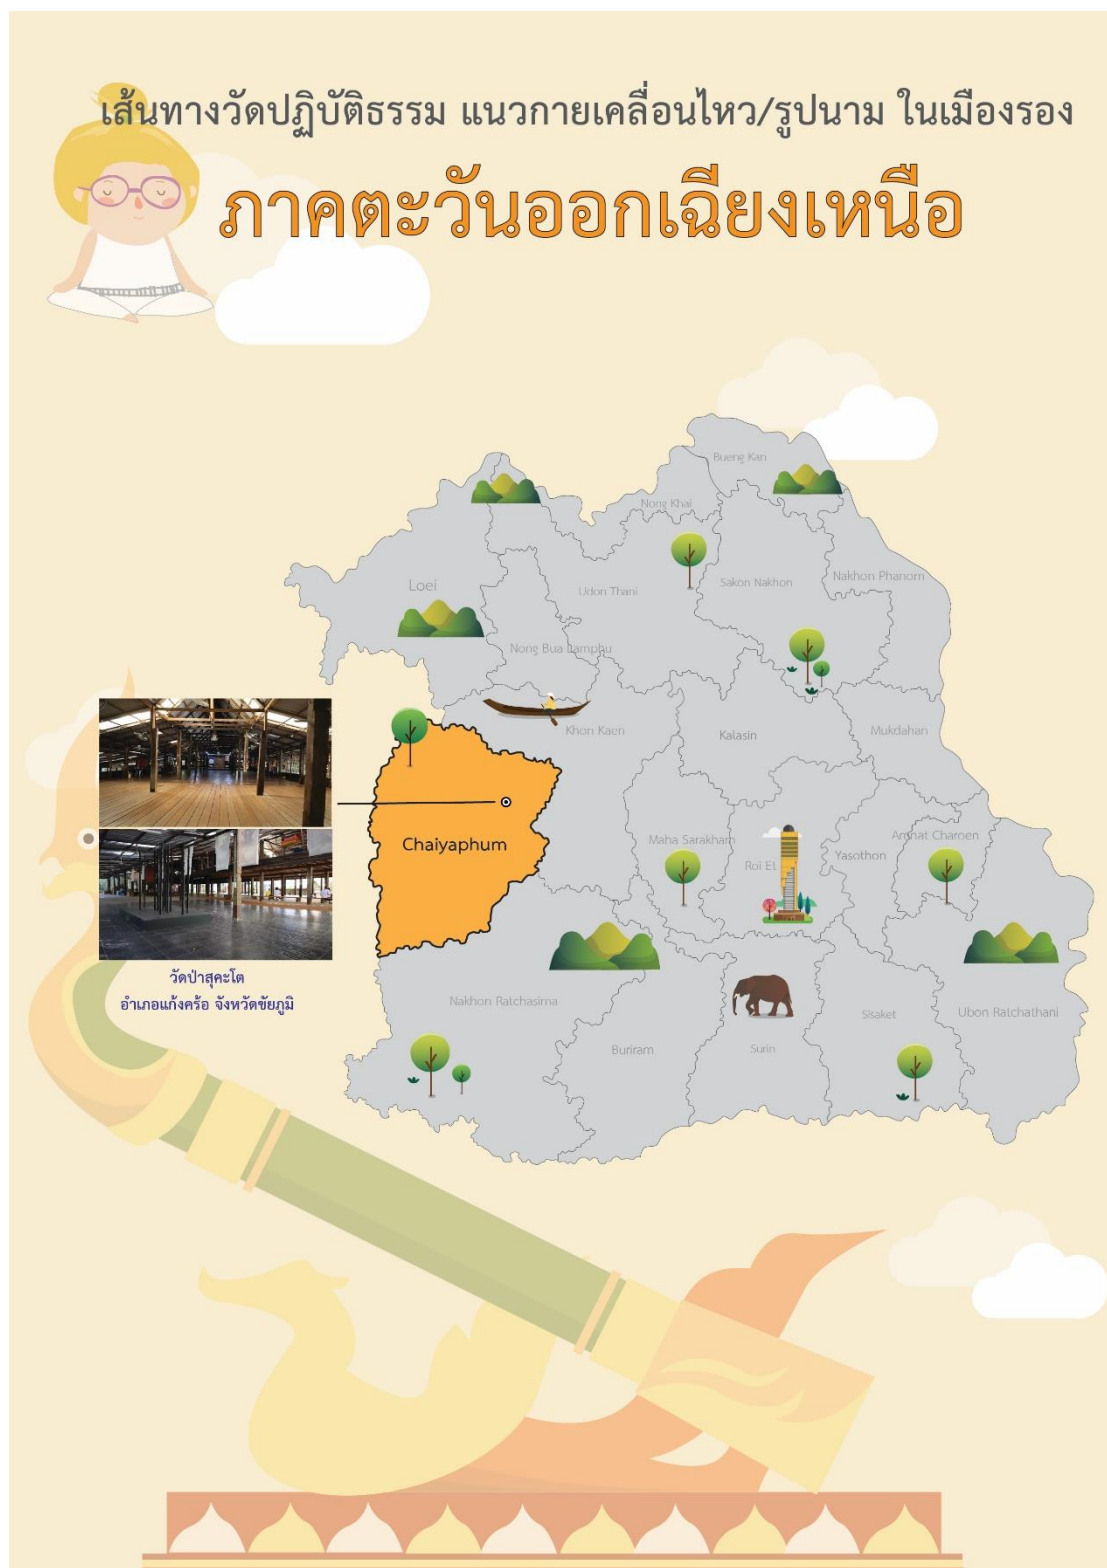 เส้นทางวัดปฏิบัติธรรม แนวกายเคลื่อนไหว/รูปนาม ในเมืองรอง
ภาคตะวันออกเฉียงเหนือ
Bueng Kan
Nong Khai
Loei
Udon Thani
Sakon Nakhon
Nakhon Phanom
Nong Bua Lamphu
Khon Kaen
Kalasin
Mukdahan
Chaiyaphum
Maha Sarakham
Roi Et
Yasothon
Amnat Charoen
วัดป่าสุคะโต
อำเภอแก้งคร้อ จังหวัดชัยภูมิ
Nakhon Ratchasima
Buriram
Surin
Sisaket
Ubon Ratchathani